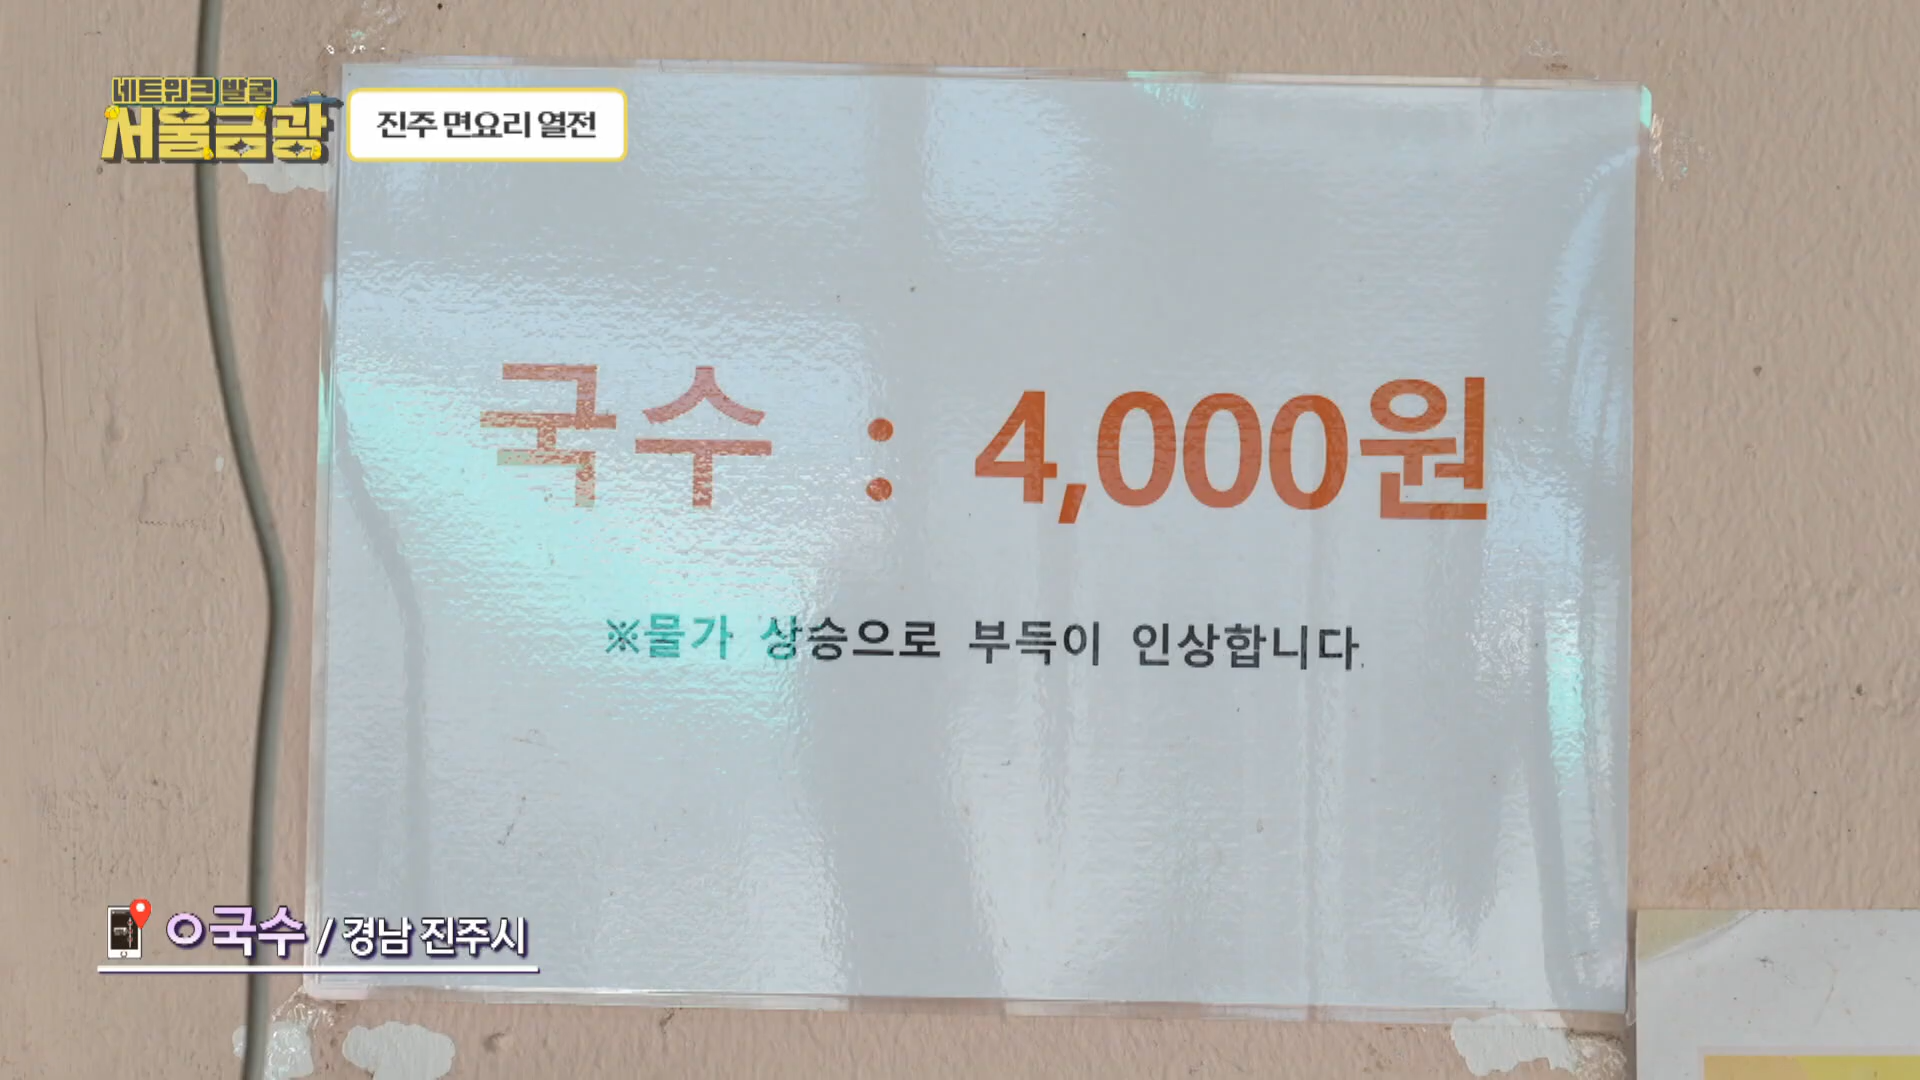 네트워크 발굴
서울금광
진주 면요리 열전
국수 : 4,000원
※물가 상승으로 부득이 인상합니다.
ㅇ국수 / 경남 진주시